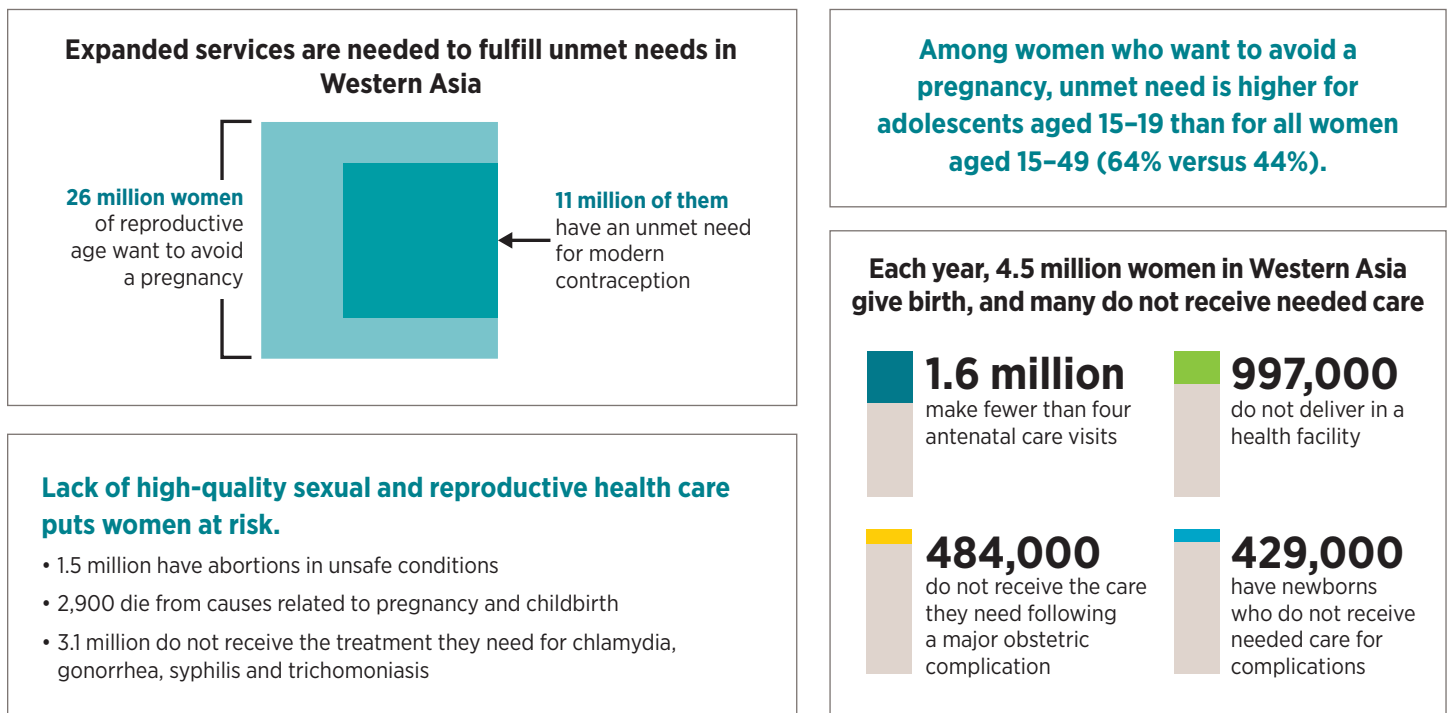 Expanded services are needed to fulfill unmet needs in
Western Asia
26 million women
of reproductive
age want to avoid
a pregnancy
11 million of them
have an unmet need
for modern
contraception
Lack of high-quality sexual and reproductive health care
puts women at risk.
• 1.5 million have abortions in unsafe conditions
• 2,900 die from causes related to pregnancy and childbirth
• 3.1 million do not receive the treatment they need for chlamydia,
gonorrhea, syphilis and trichomoniasis
Among women who want to avoid a
pregnancy, unmet need is higher for
adolescents aged 15–19 than for all women
aged 15–49 (64% versus 44%).
Each year, 4.5 million women in Western Asia
give birth, and many do not receive needed care
1.6 million
make fewer than four
antenatal care visits
997,000
do not deliver in a
health facility
484,000
do not receive the care
they need following
a major obstetric
complication
429,000
have newborns
who do not receive
needed care for
complications